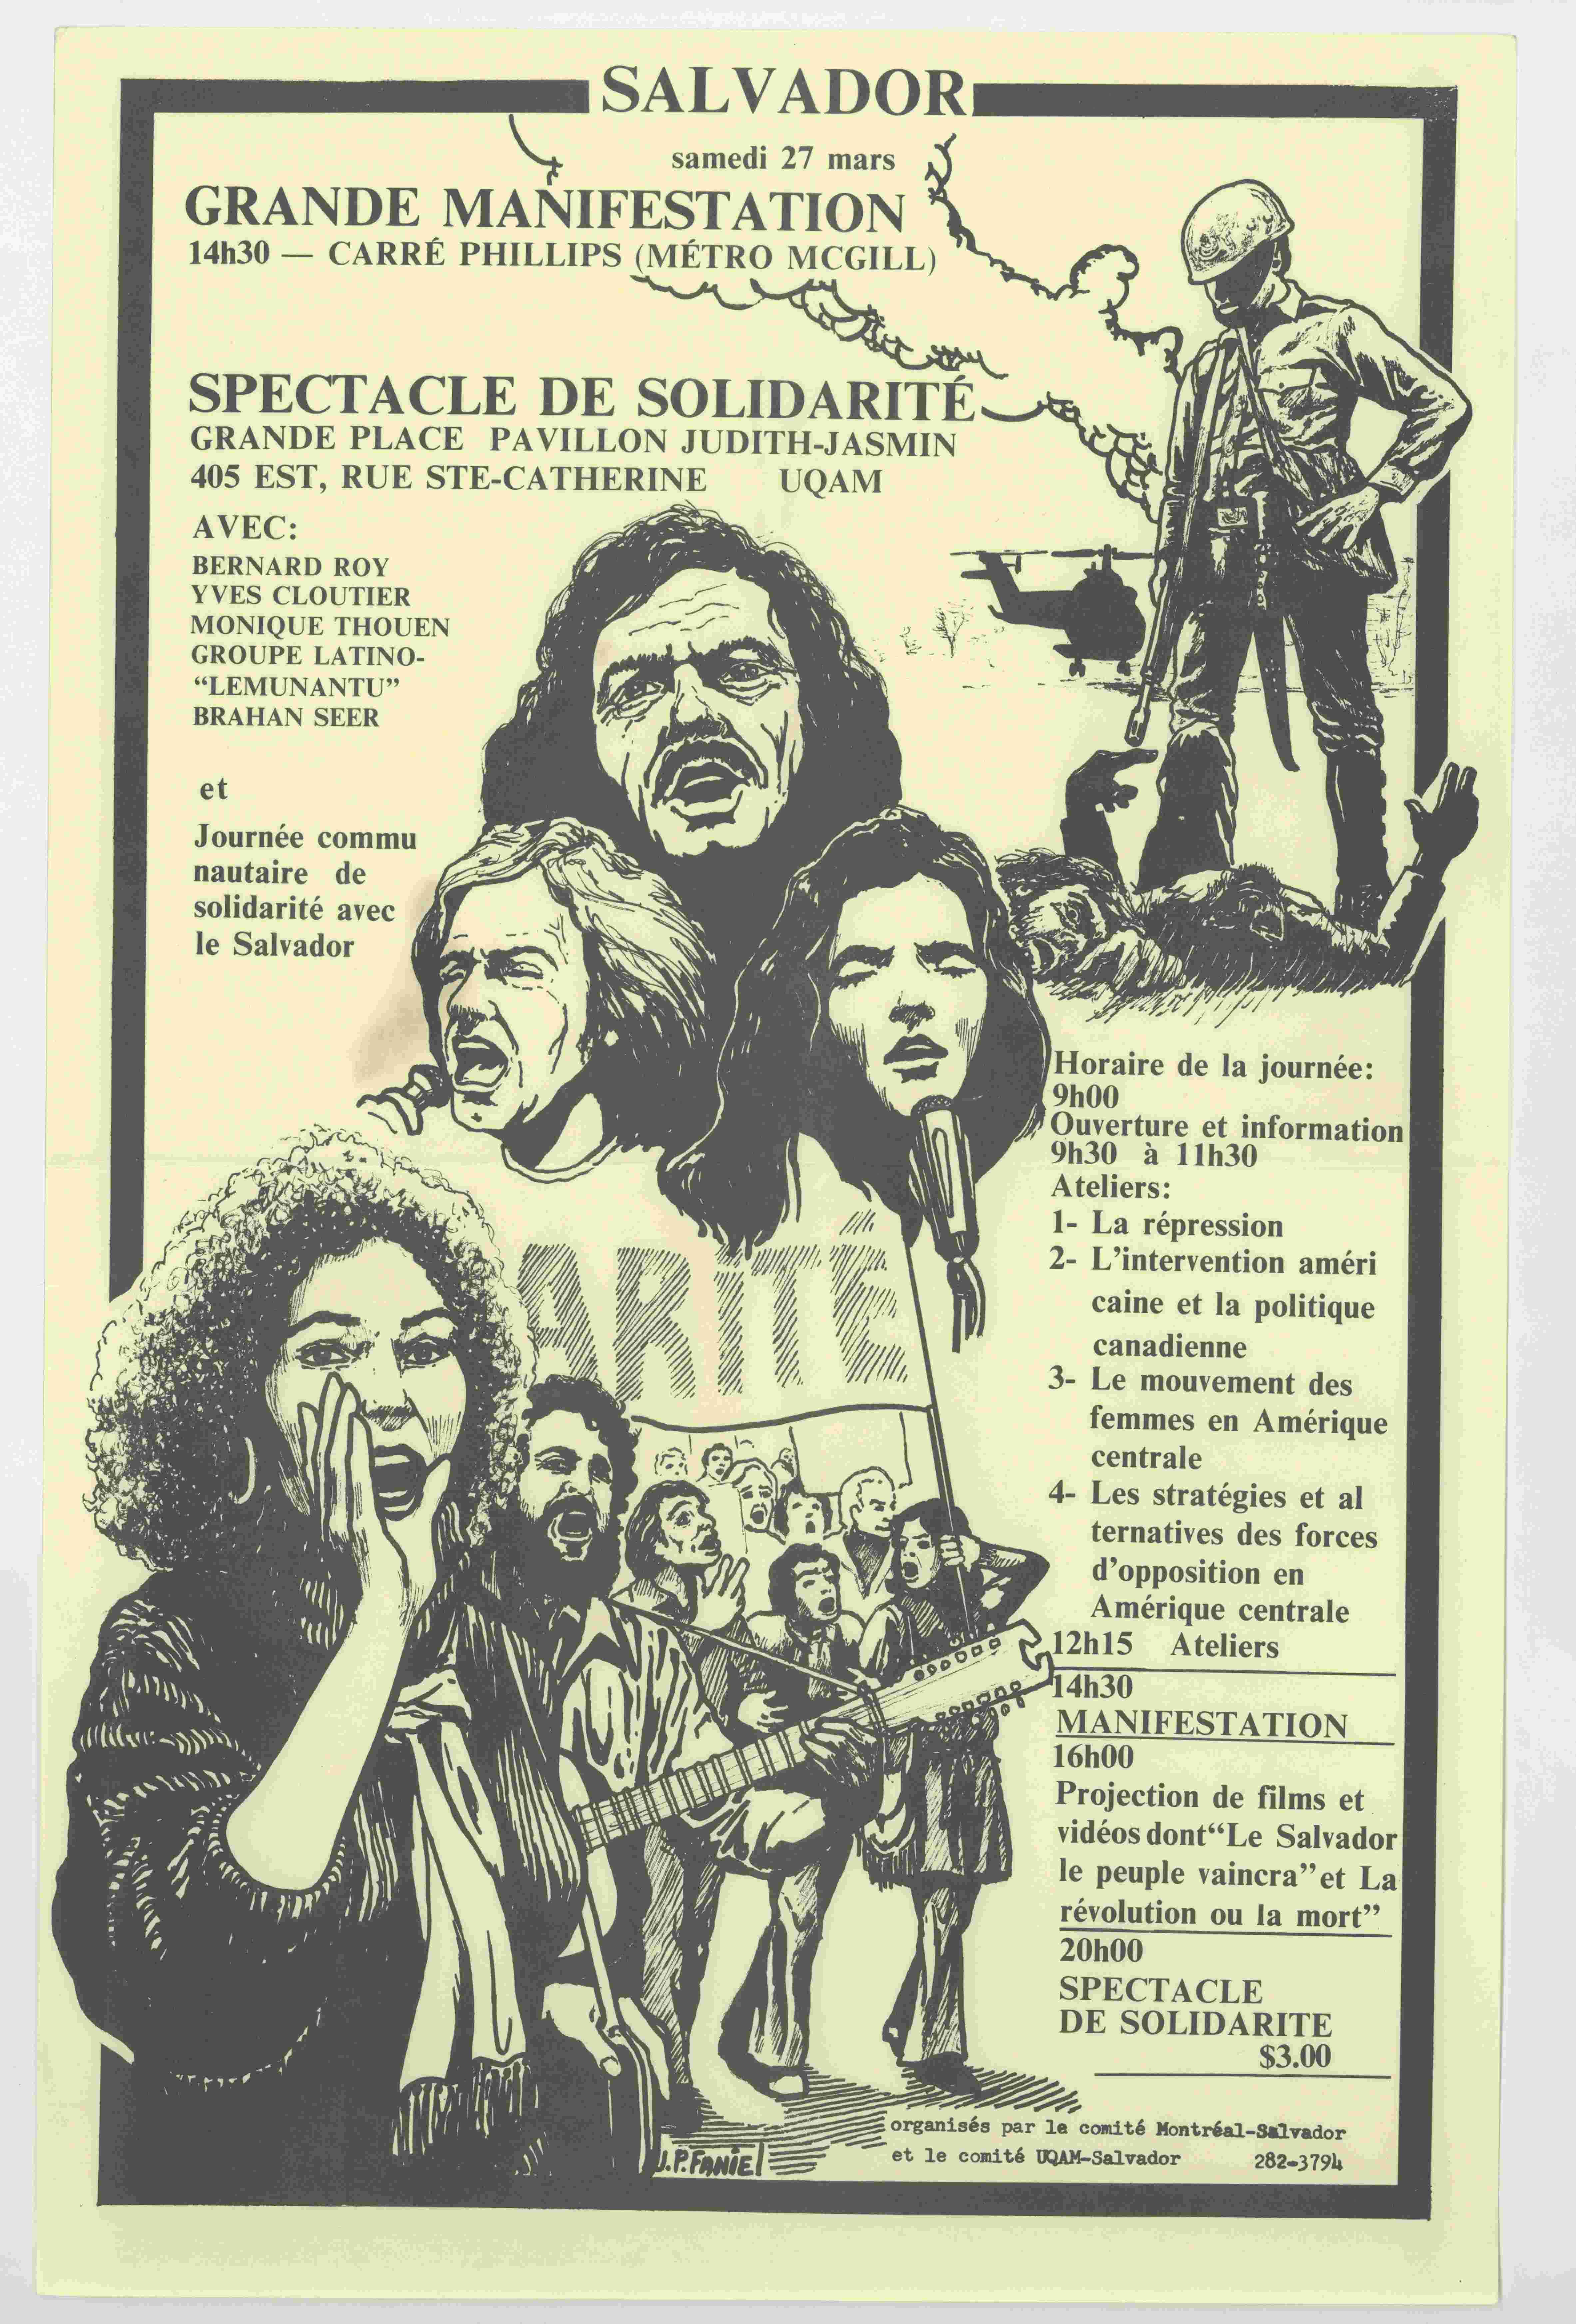 SALVADOR
samedi 27 mars
GRANDE MANIFESTATION
14h30 — CARRÉ PHILLIPS (MÉTRO MCGILL)
SPECTACLE DE SOLIDARITÉ
GRANDE PLACE PAVILLON JUDITH-JASMIN
405 EST, RUE STE-CATHERINE UQAM
AVEC:
BERNARD ROY
YVES CLOUTIER
MONIQUE THOUEN
GROUPE LATINO-
“LEMUNANTU”
BRAHAN SEER
et
Journée commu
nautaire de
solidarité avec
le Salvador
ARITÉ
Horaire de la journée:
9h00
Ouverture et information
9h30 à 11h30
Ateliers:
1- La répression
2- L’intervention améri
caine et la politique
canadienne
3- Le mouvement des
femmes en Amérique
centrale
4- Les stratégies et al
ternatives des forces
d’opposition en
Amérique centrale
12h15 Ateliers
14h30
MANIFESTATION
16h00
Projection de films et
vidéos dont “Le Salvador
le peuple vaincra” et La
révolution ou la mort”
20h00
SPECTACLE
DE SOLIDARITE
$3.00
organisés par le comité Montréal-Salvador
et le comité UQAM-Salvador 282-3794
J.P.FANIEL